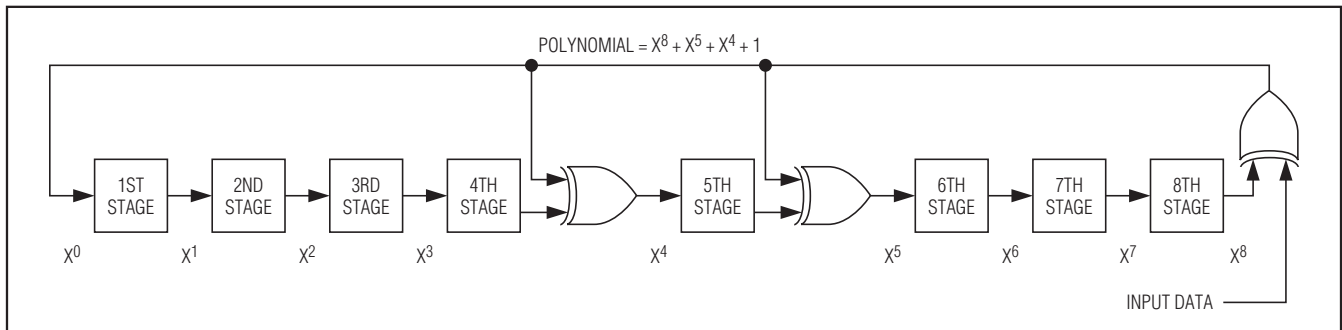 POLYNOMIAL = X⁸ + X⁵ + X⁴ + 1
1ST
STAGE
2ND
STAGE
3RD
STAGE
4TH
STAGE
5TH
STAGE
6TH
STAGE
7TH
STAGE
8TH
STAGE
X⁰
X¹
X²
X³
X⁴
X⁵
X⁶
X⁷
X⁸
INPUT DATA